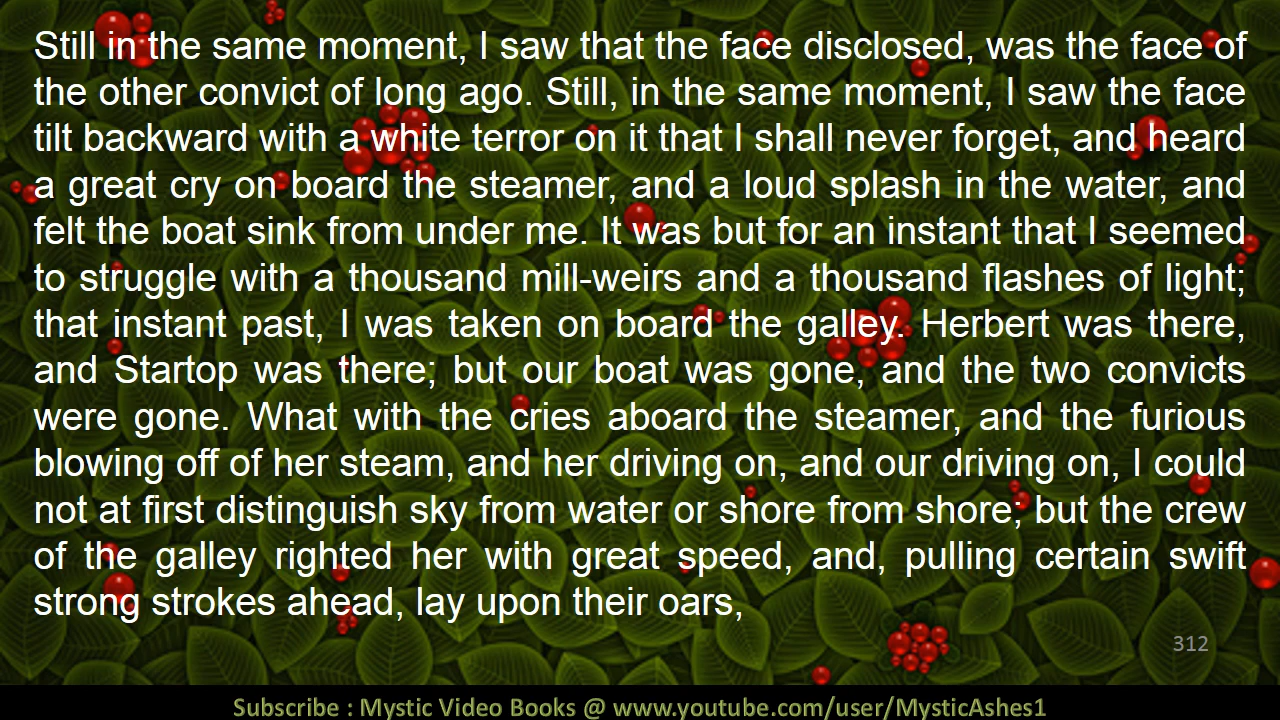 Still in the same moment, I saw that the face disclosed, was the face of
the other convict of long ago. Still, in the same moment, I saw the face
tilt backward with a white terror on it that I shall never forget, and heard
a great cry on board the steamer, and a loud splash in the water, and
felt the boat sink from under me. It was but for an instant that I seemed
to struggle with a thousand mill-weirs and a thousand flashes of light;
that instant past, I was taken on board the galley. Herbert was there,
and Startop was there; but our boat was gone, and the two convicts
were gone. What with the cries aboard the steamer, and the furious
blowing off of her steam, and her driving on, and our driving on, I could
not at first distinguish sky from water or shore from shore; but the crew
of the galley righted her with great speed, and, pulling certain swift
strong strokes ahead, lay upon their oars,
312
Subscribe : Mystic Video Books @ www.youtube.com/user/MysticAshes1